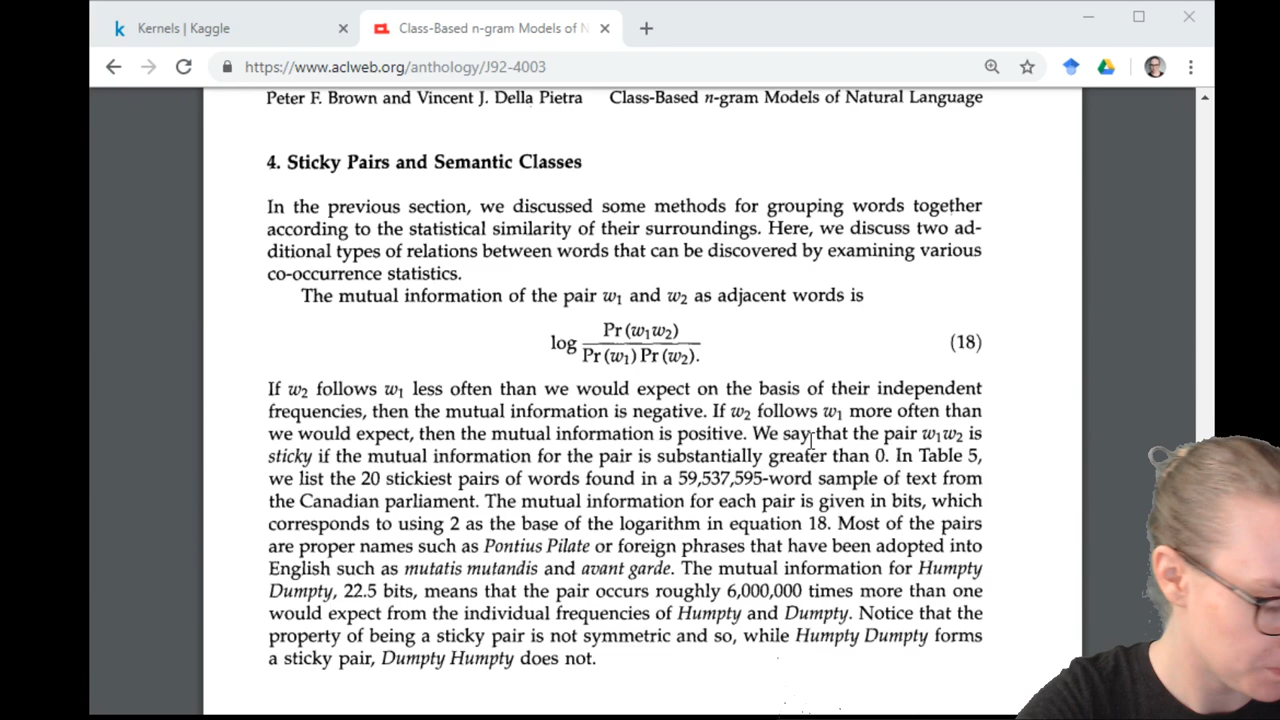 Kernels | Kaggle
Class-Based n-gram Models of N
https://www.aclweb.org/anthology/J92-4003
Peter F. Brown and Vincent J. Della Pietra Class-Based n-gram Models of Natural Language
4. Sticky Pairs and Semantic Classes
In the previous section, we discussed some methods for grouping words together
according to the statistical similarity of their surroundings. Here, we discuss two ad-
ditional types of relations between words that can be discovered by examining various
co-occurrence statistics.
The mutual information of the pair w1 and w2 as adjacent words is
log Pr (w1w2) / Pr (w1) Pr (w2). (18)
If w2 follows w1 less often than we would expect on the basis of their independent
frequencies, then the mutual information is negative. If w2 follows w1 more often than
we would expect, then the mutual information is positive. We say that the pair w1w2 is
sticky if the mutual information for the pair is substantially greater than 0. In Table 5,
we list the 20 stickiest pairs of words found in a 59,537,595-word sample of text from
the Canadian parliament. The mutual information for each pair is given in bits, which
corresponds to using 2 as the base of the logarithm in equation 18. Most of the pairs
are proper names such as Pontius Pilate or foreign phrases that have been adopted into
English such as mutatis mutandis and avant garde. The mutual information for Humpty
Dumpty, 22.5 bits, means that the pair occurs roughly 6,000,000 times more than one
would expect from the individual frequencies of Humpty and Dumpty. Notice that the
property of being a sticky pair is not symmetric and so, while Humpty Dumpty forms
a sticky pair, Dumpty Humpty does not.